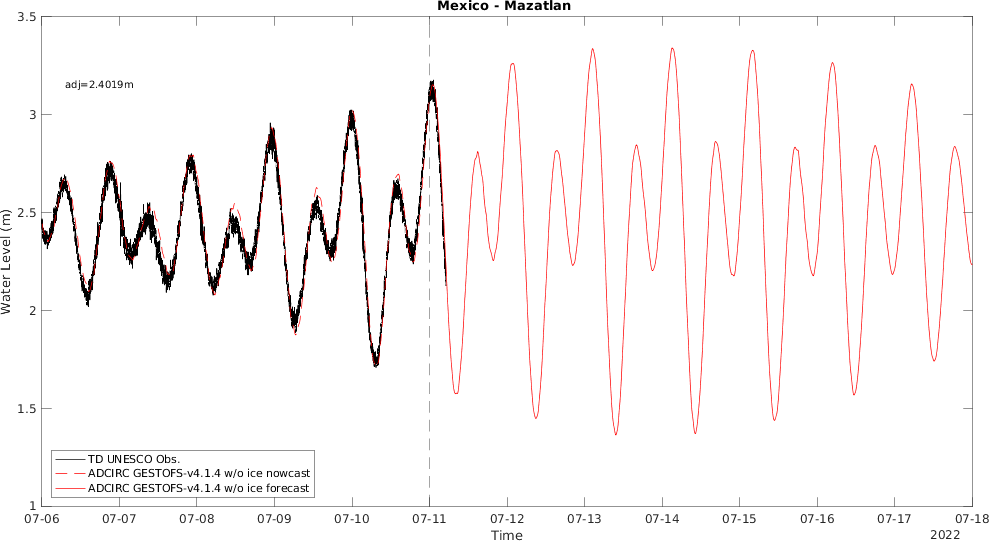 Mexico - Mazatlan
3.5
adj=2.4019m
3
2.5
Water Level (m)
2
1.5
TD UNESCO Obs.
ADCIRC GESTOFS-v4.1.4 w/o ice nowcast
ADCIRC GESTOFS-v4.1.4 w/o ice forecast
1
07-06 07-07 07-08 07-09 07-10 07-11 07-12 07-13 07-14 07-15 07-16 07-17 07-18
Time
2022